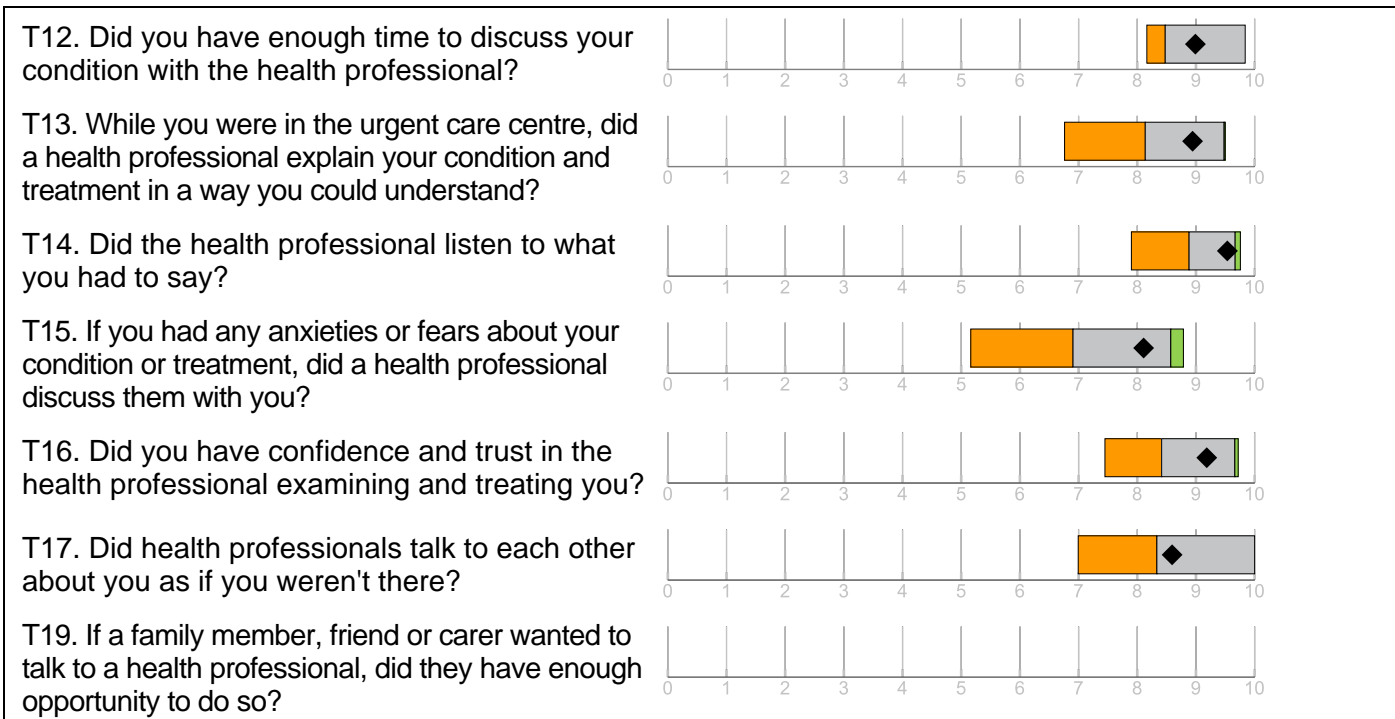 T12. Did you have enough time to discuss your
condition with the health professional?
0 1 2 3 4 5 6 7 8 9 10
T13. While you were in the urgent care centre, did
a health professional explain your condition and
treatment in a way you could understand?
0 1 2 3 4 5 6 7 8 9 10
T14. Did the health professional listen to what
you had to say?
0 1 2 3 4 5 6 7 8 9 10
T15. If you had any anxieties or fears about your
condition or treatment, did a health professional
discuss them with you?
0 1 2 3 4 5 6 7 8 9 10
T16. Did you have confidence and trust in the
health professional examining and treating you?
0 1 2 3 4 5 6 7 8 9 10
T17. Did health professionals talk to each other
about you as if you weren't there?
0 1 2 3 4 5 6 7 8 9 10
T19. If a family member, friend or carer wanted to
talk to a health professional, did they have enough
opportunity to do so?
0 1 2 3 4 5 6 7 8 9 10